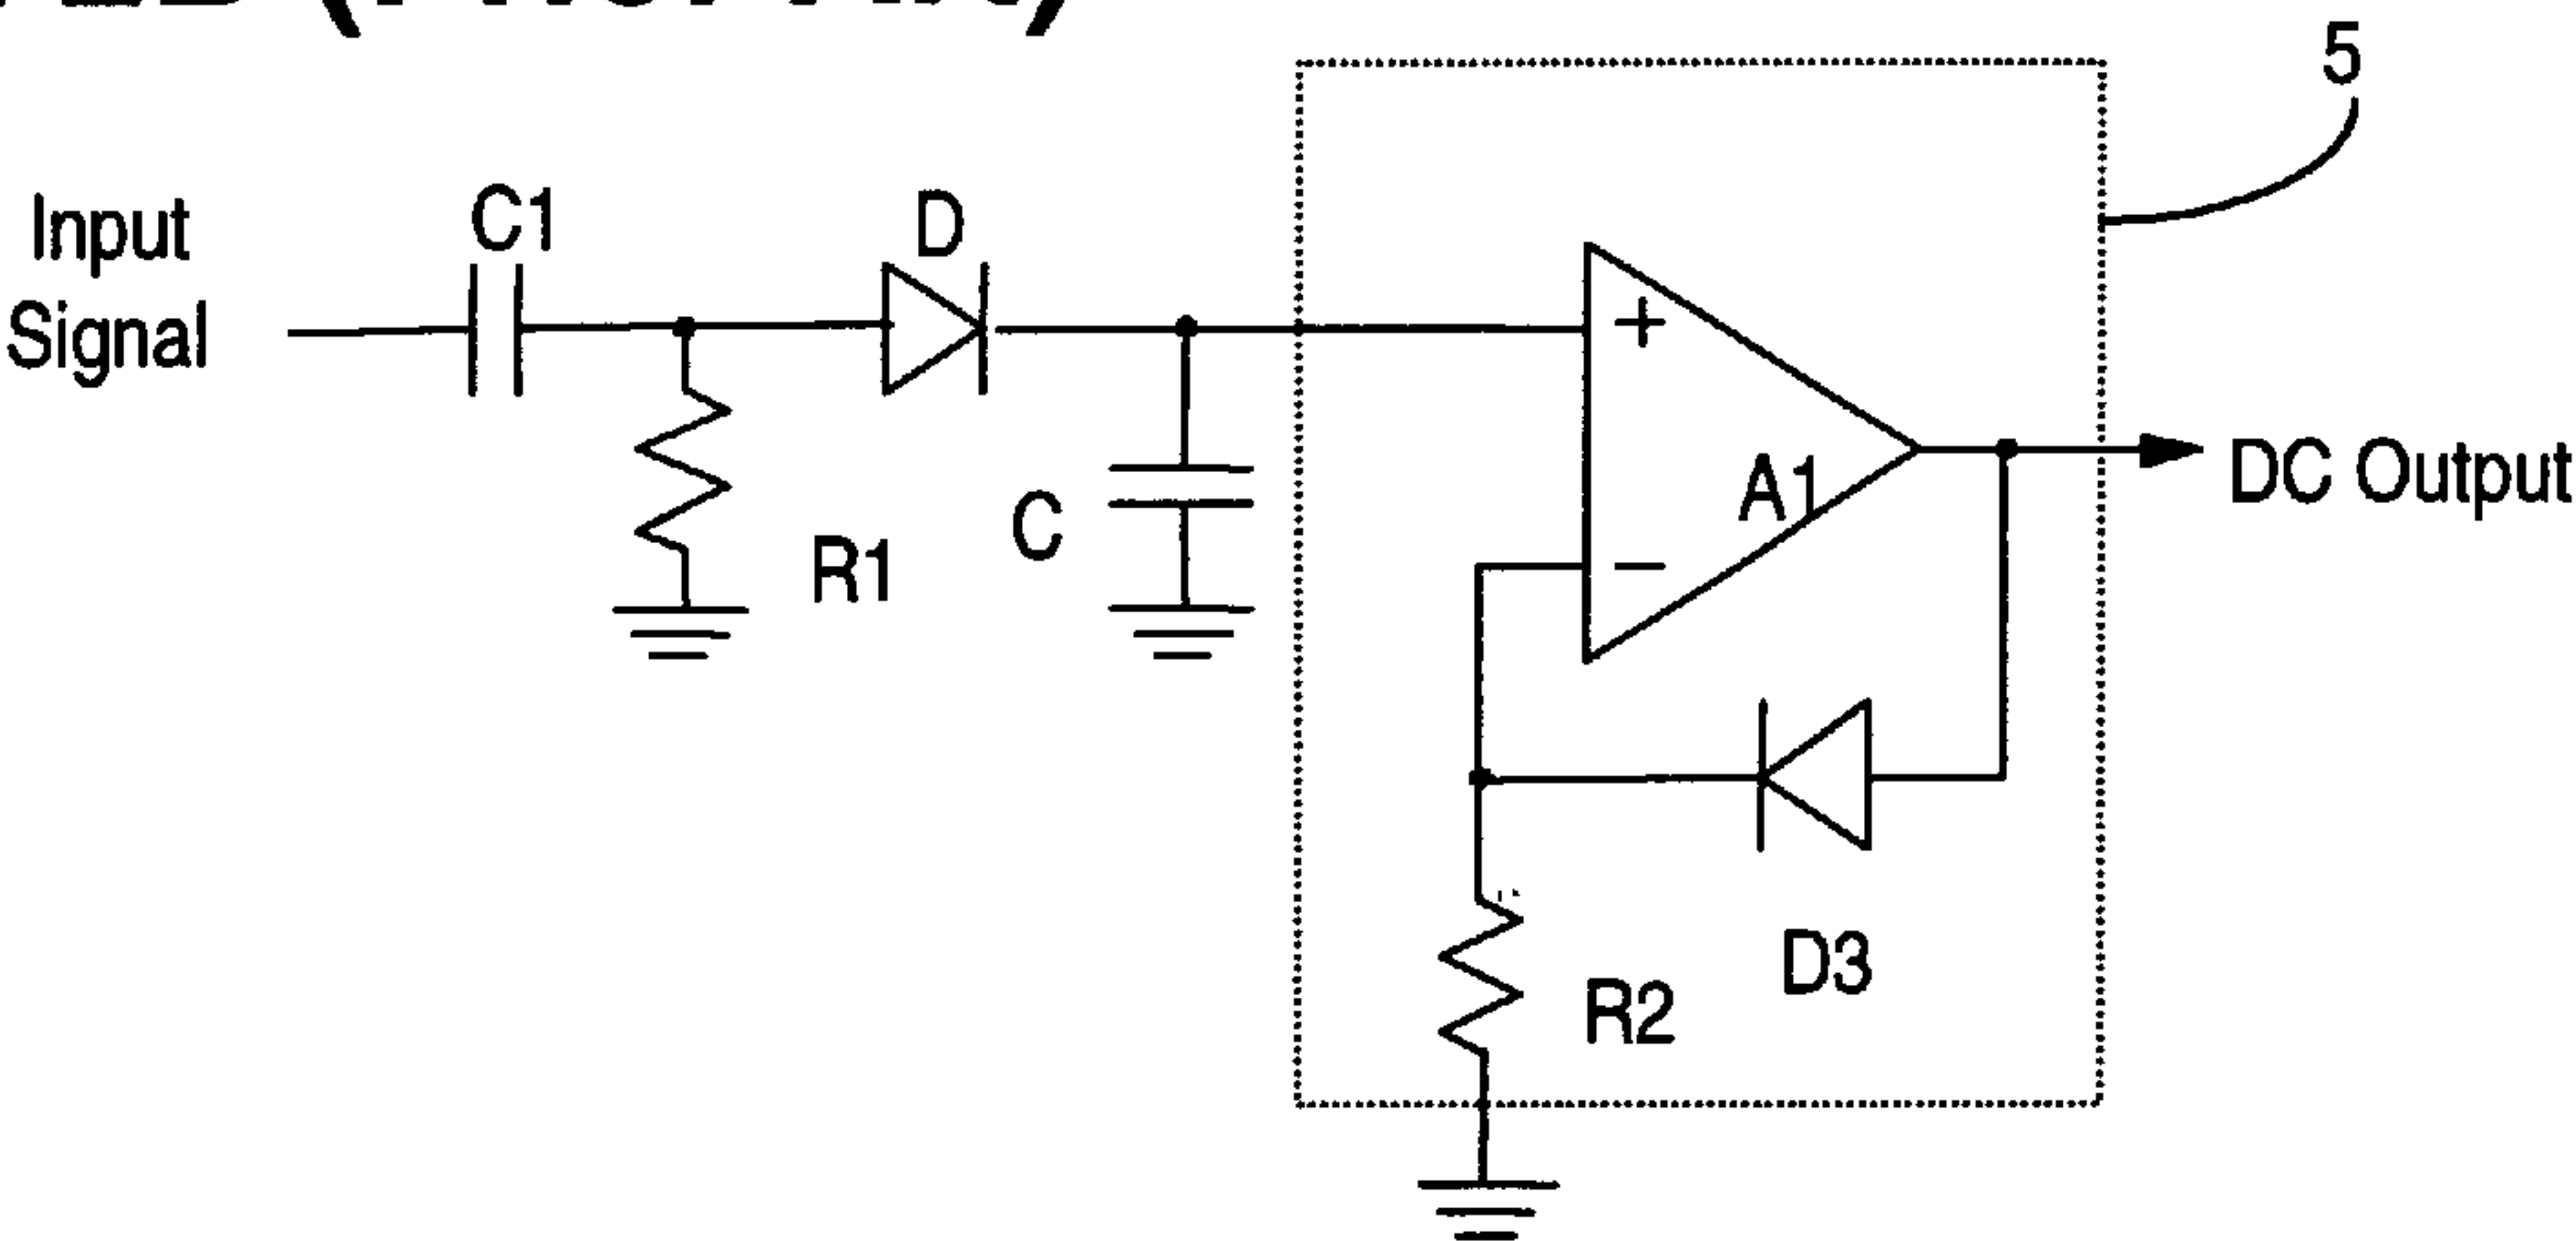 5
Input
Signal
C1
D
+
A1
DC Output
C
R1
−
D3
R2